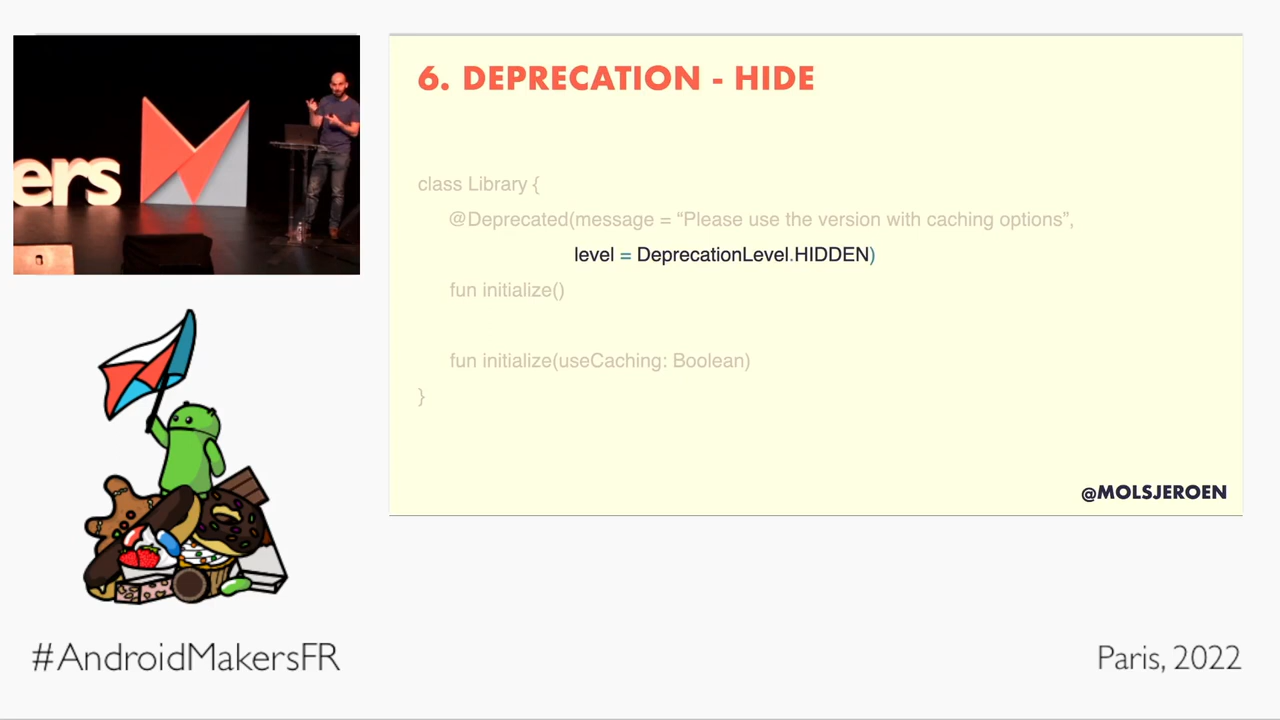 ers
6. DEPRECATION - HIDE
class Library {
@Deprecated(message = “Please use the version with caching options”,
level = DeprecationLevel.HIDDEN)
fun initialize()
fun initialize(useCaching: Boolean)
}
@MOLSJEROEN
#AndroidMakersFR
Paris, 2022